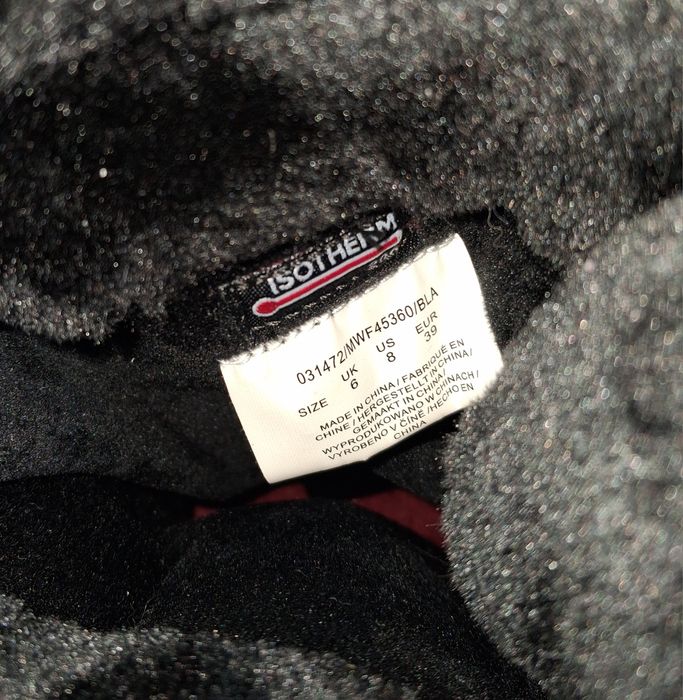 ISOTHERM
031472/MWF45360/BLA
UK US EUR
SIZE 6 8 39
MADE IN CHINA / FABRIQUÉ EN
CHINE / HERGESTELLT IN CHINA /
GEMAAKT IN CHINA /
WYPRODUKOWANO W CHINACH /
VYROBENO V ČÍNĚ /HECHO EN
CHINA